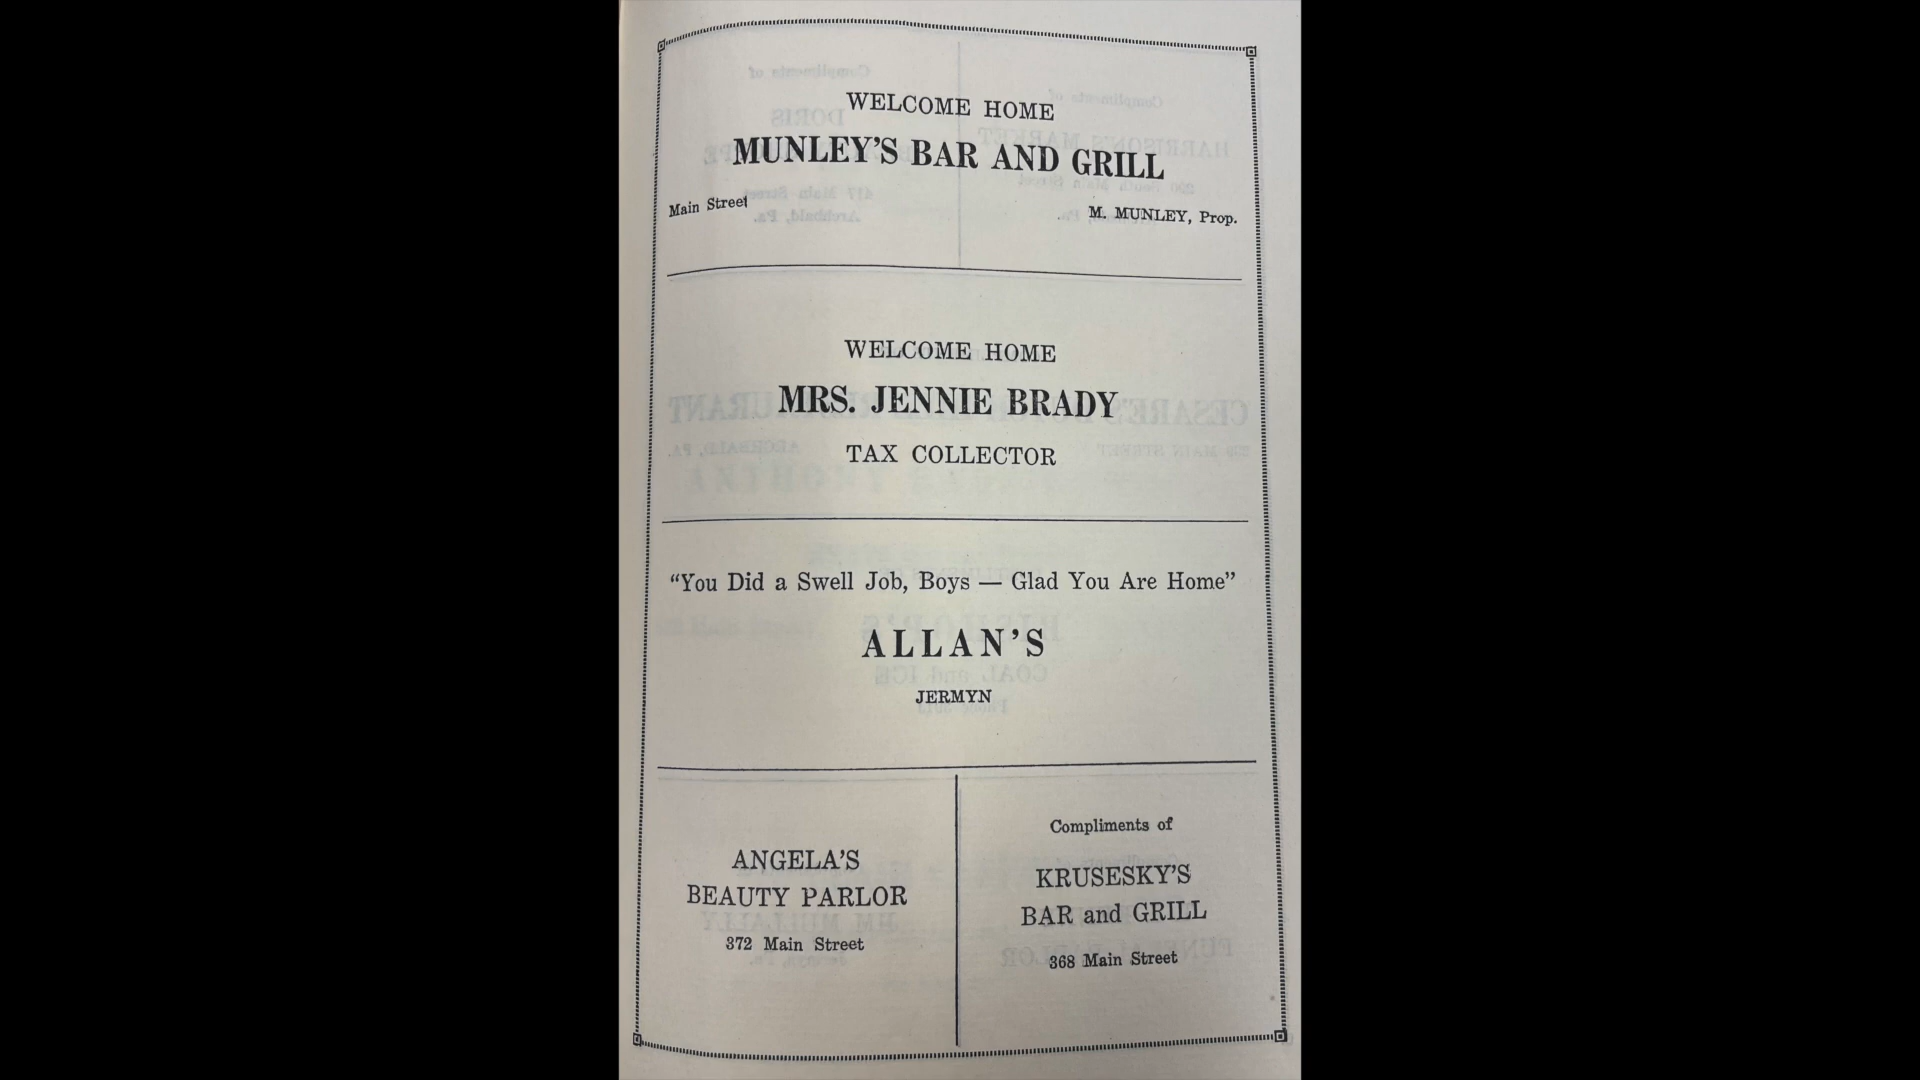 WELCOME HOME
MUNLEY'S BAR AND GRILL
Main Street M. MUNLEY, Prop.
WELCOME HOME
MRS. JENNIE BRADY
TAX COLLECTOR
“You Did a Swell Job, Boys — Glad You Are Home”
ALLAN'S
JERMYN
ANGELA'S
BEAUTY PARLOR
372 Main Street
Compliments of
KRUSESKY'S
BAR and GRILL
368 Main Street